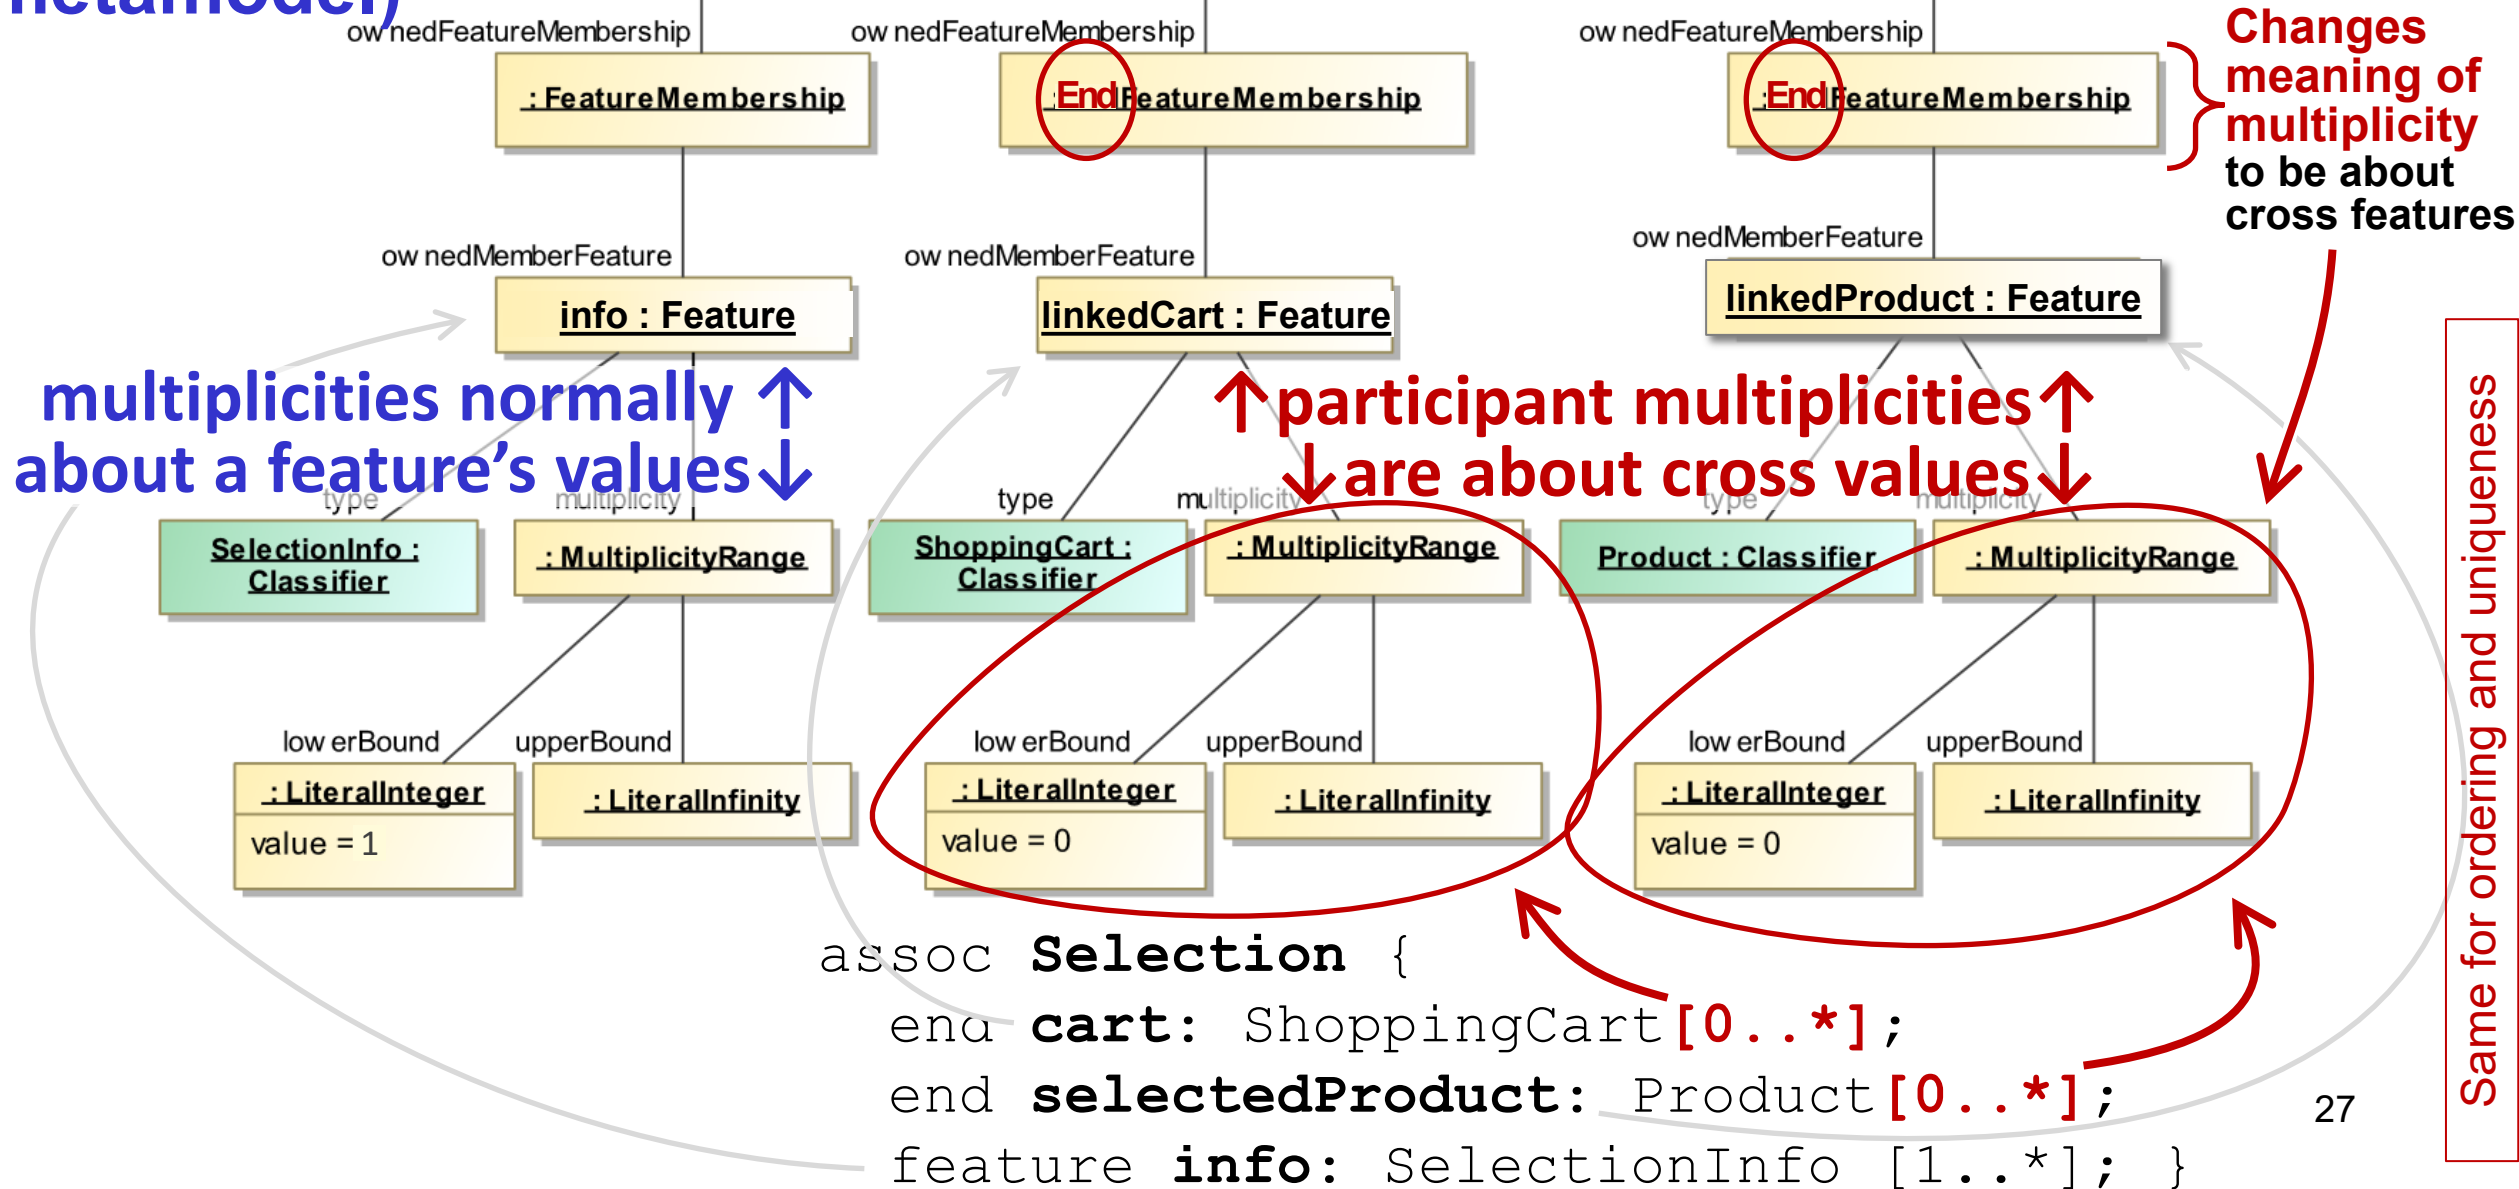 metamodel)
ownedFeatureMembership
ownedFeatureMembership
ownedFeatureMembership
: FeatureMembership
:EndFeatureMembership
:EndFeatureMembership
Changes
meaning of
multiplicity
to be about
cross features
ownedMemberFeature
ownedMemberFeature
ownedMemberFeature
info : Feature
linkedCart : Feature
linkedProduct : Feature
multiplicities normally ↑
about a feature’s values↓
↑participant multiplicities↑
↓are about cross values↓
type
multiplicity
type
multiplicity
type
multiplicity
SelectionInfo :
Classifier
: MultiplicityRange
ShoppingCart :
Classifier
: MultiplicityRange
Product : Classifier
: MultiplicityRange
lowerBound
upperBound
lowerBound
upperBound
lowerBound
upperBound
: LiteralInteger
value = 1
: LiteralInfinity
: LiteralInteger
value = 0
: LiteralInfinity
: LiteralInteger
value = 0
: LiteralInfinity
Same for ordering and uniqueness
assoc Selection {
end cart: ShoppingCart[0..*];
end selectedProduct: Product[0..*];
feature info: SelectionInfo [1..*]; }
27